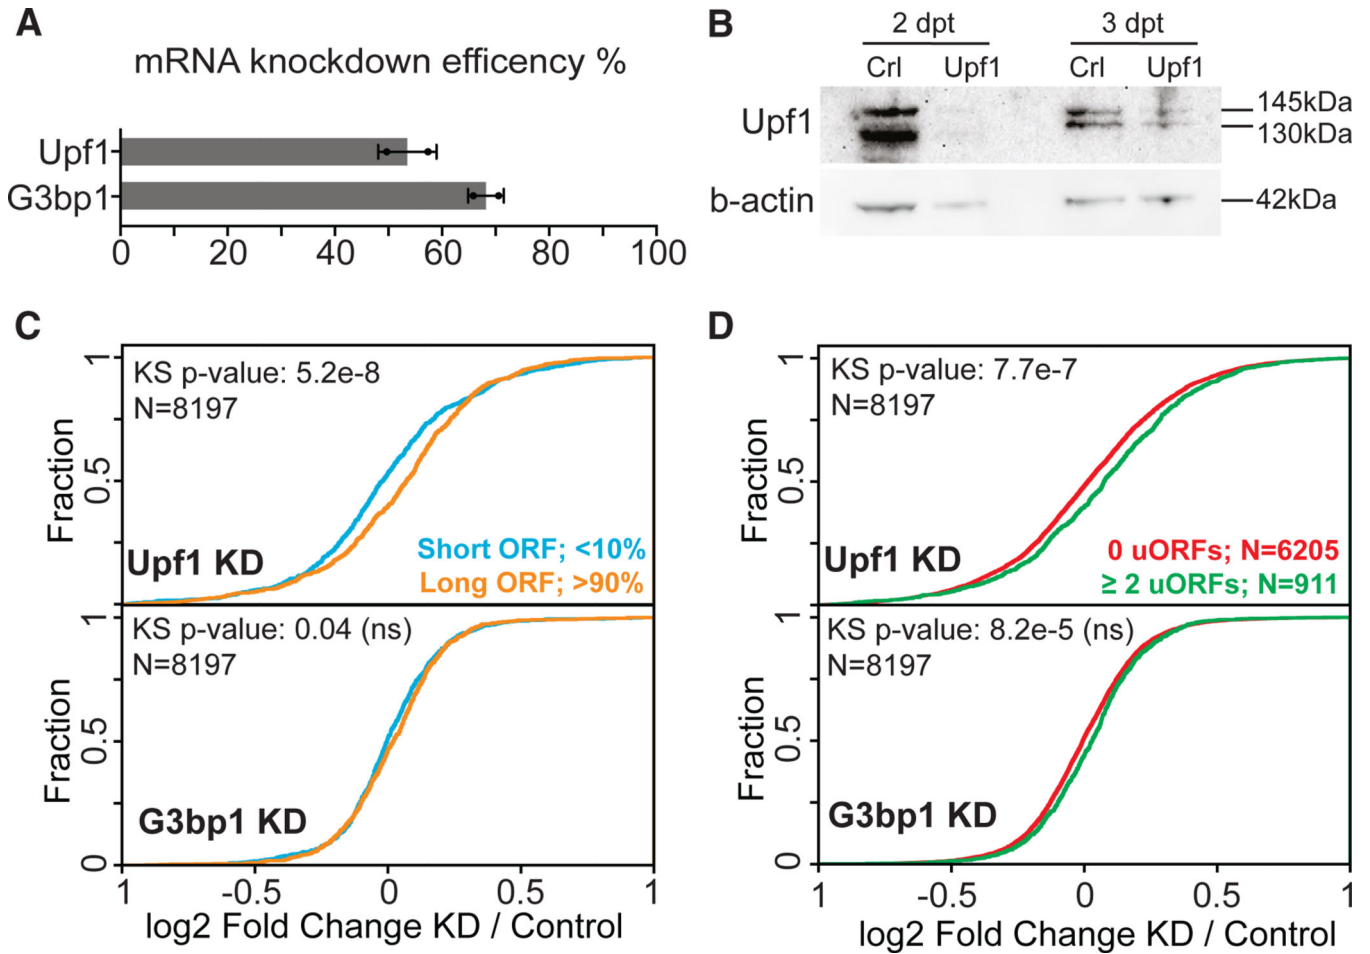 A
mRNA knockdown efficency %
Upf1
G3bp1
0 20 40 60 80 100
B
2 dpt 3 dpt
Crl Upf1 Crl Upf1
Upf1
145kDa
130kDa
b-actin
42kDa
C
KS p-value: 5.2e-8
N=8197
Fraction
0.5 1
Upf1 KD
Short ORF; <10%
Long ORF; >90%
KS p-value: 0.04 (ns)
N=8197
Fraction
0 0.5 1
G3bp1 KD
1 -0.5 0 0.5 1
log2 Fold Change KD / Control
D
KS p-value: 7.7e-7
N=8197
Fraction
0.5 1
Upf1 KD
0 uORFs; N=6205
≥ 2 uORFs; N=911
KS p-value: 8.2e-5 (ns)
N=8197
Fraction
0 0.5 1
G3bp1 KD
1 -0.5 0 0.5 1
log2 Fold Change KD / Control